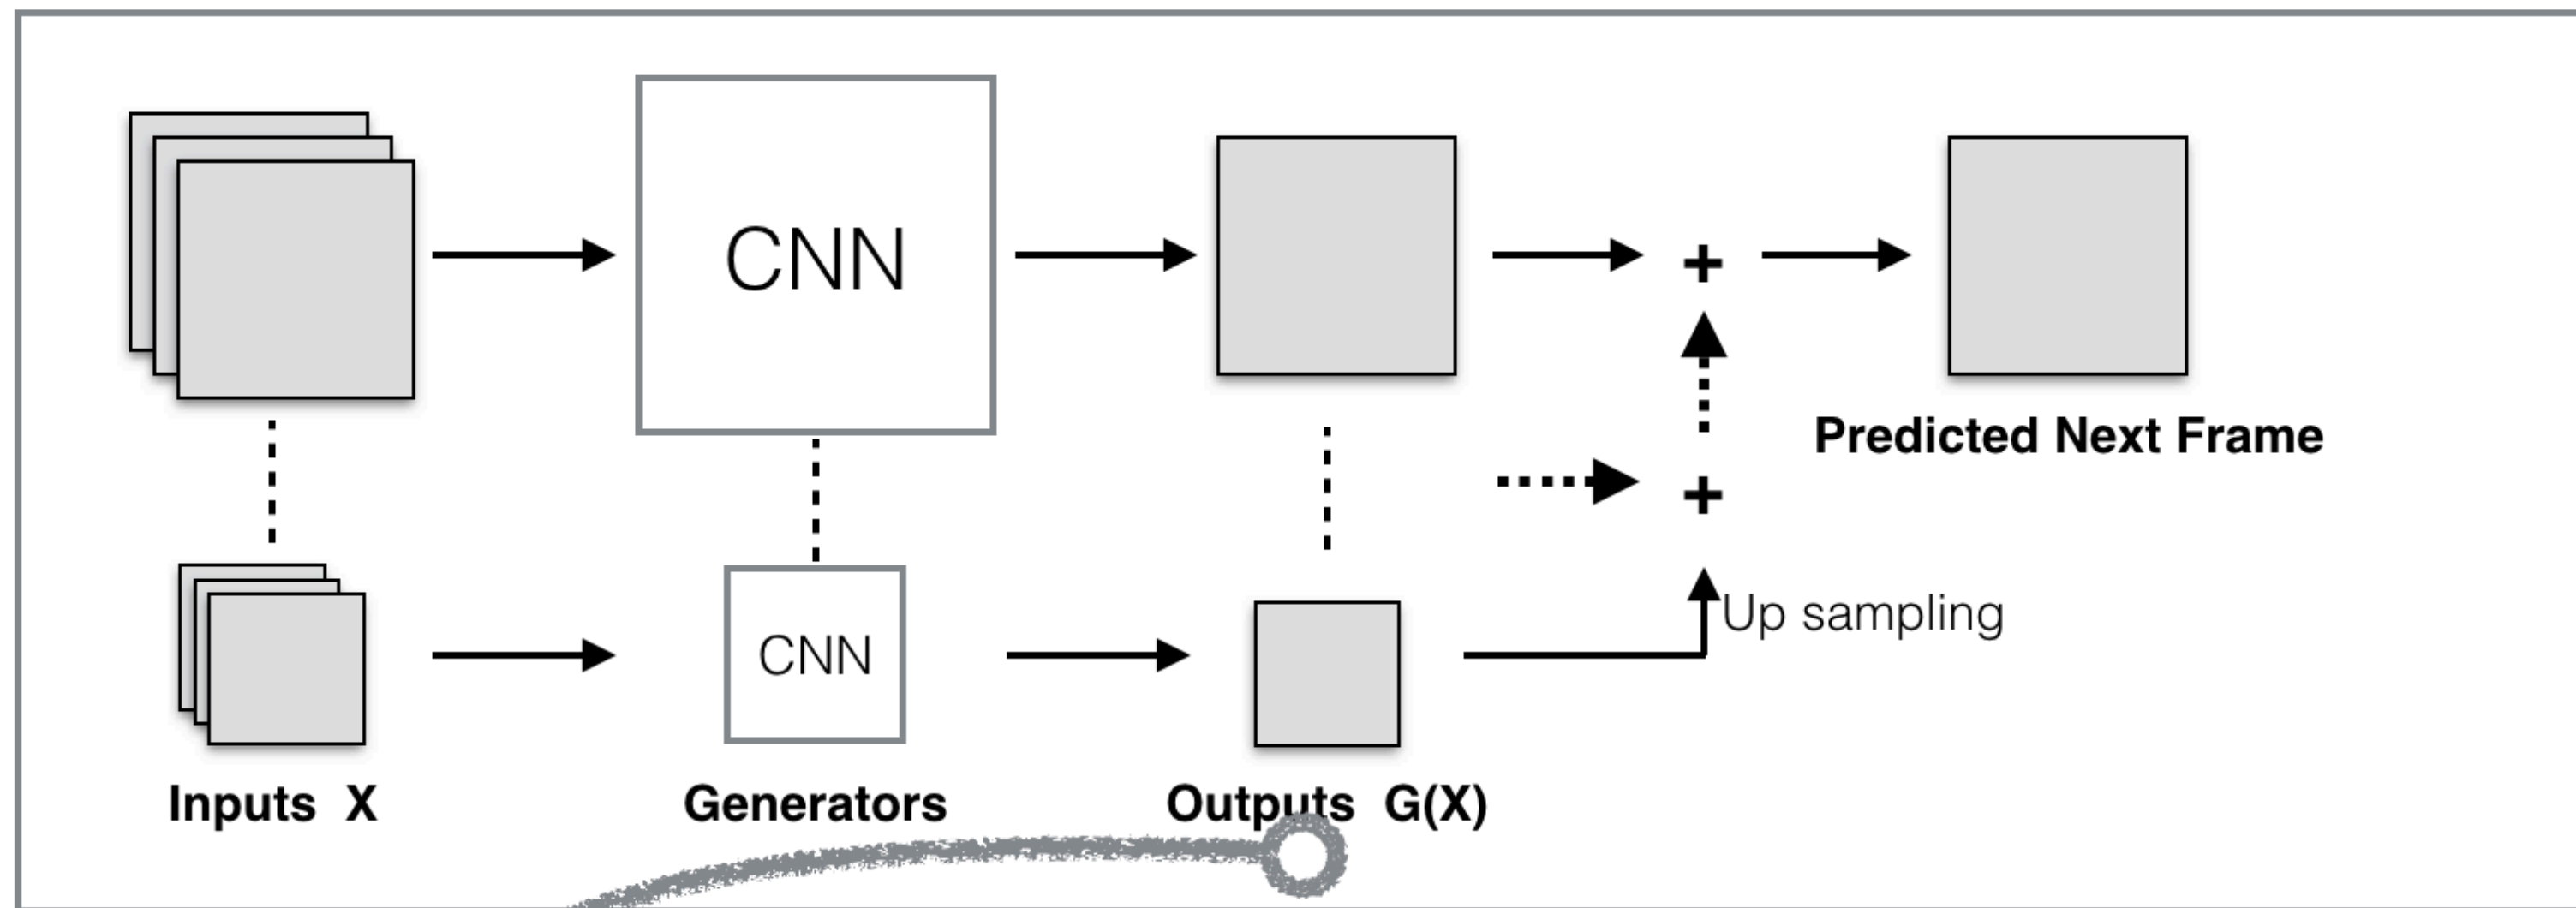 CNN
+
Predicted Next Frame
+
Up sampling
CNN
Inputs X
Generators
Outputs G(X)